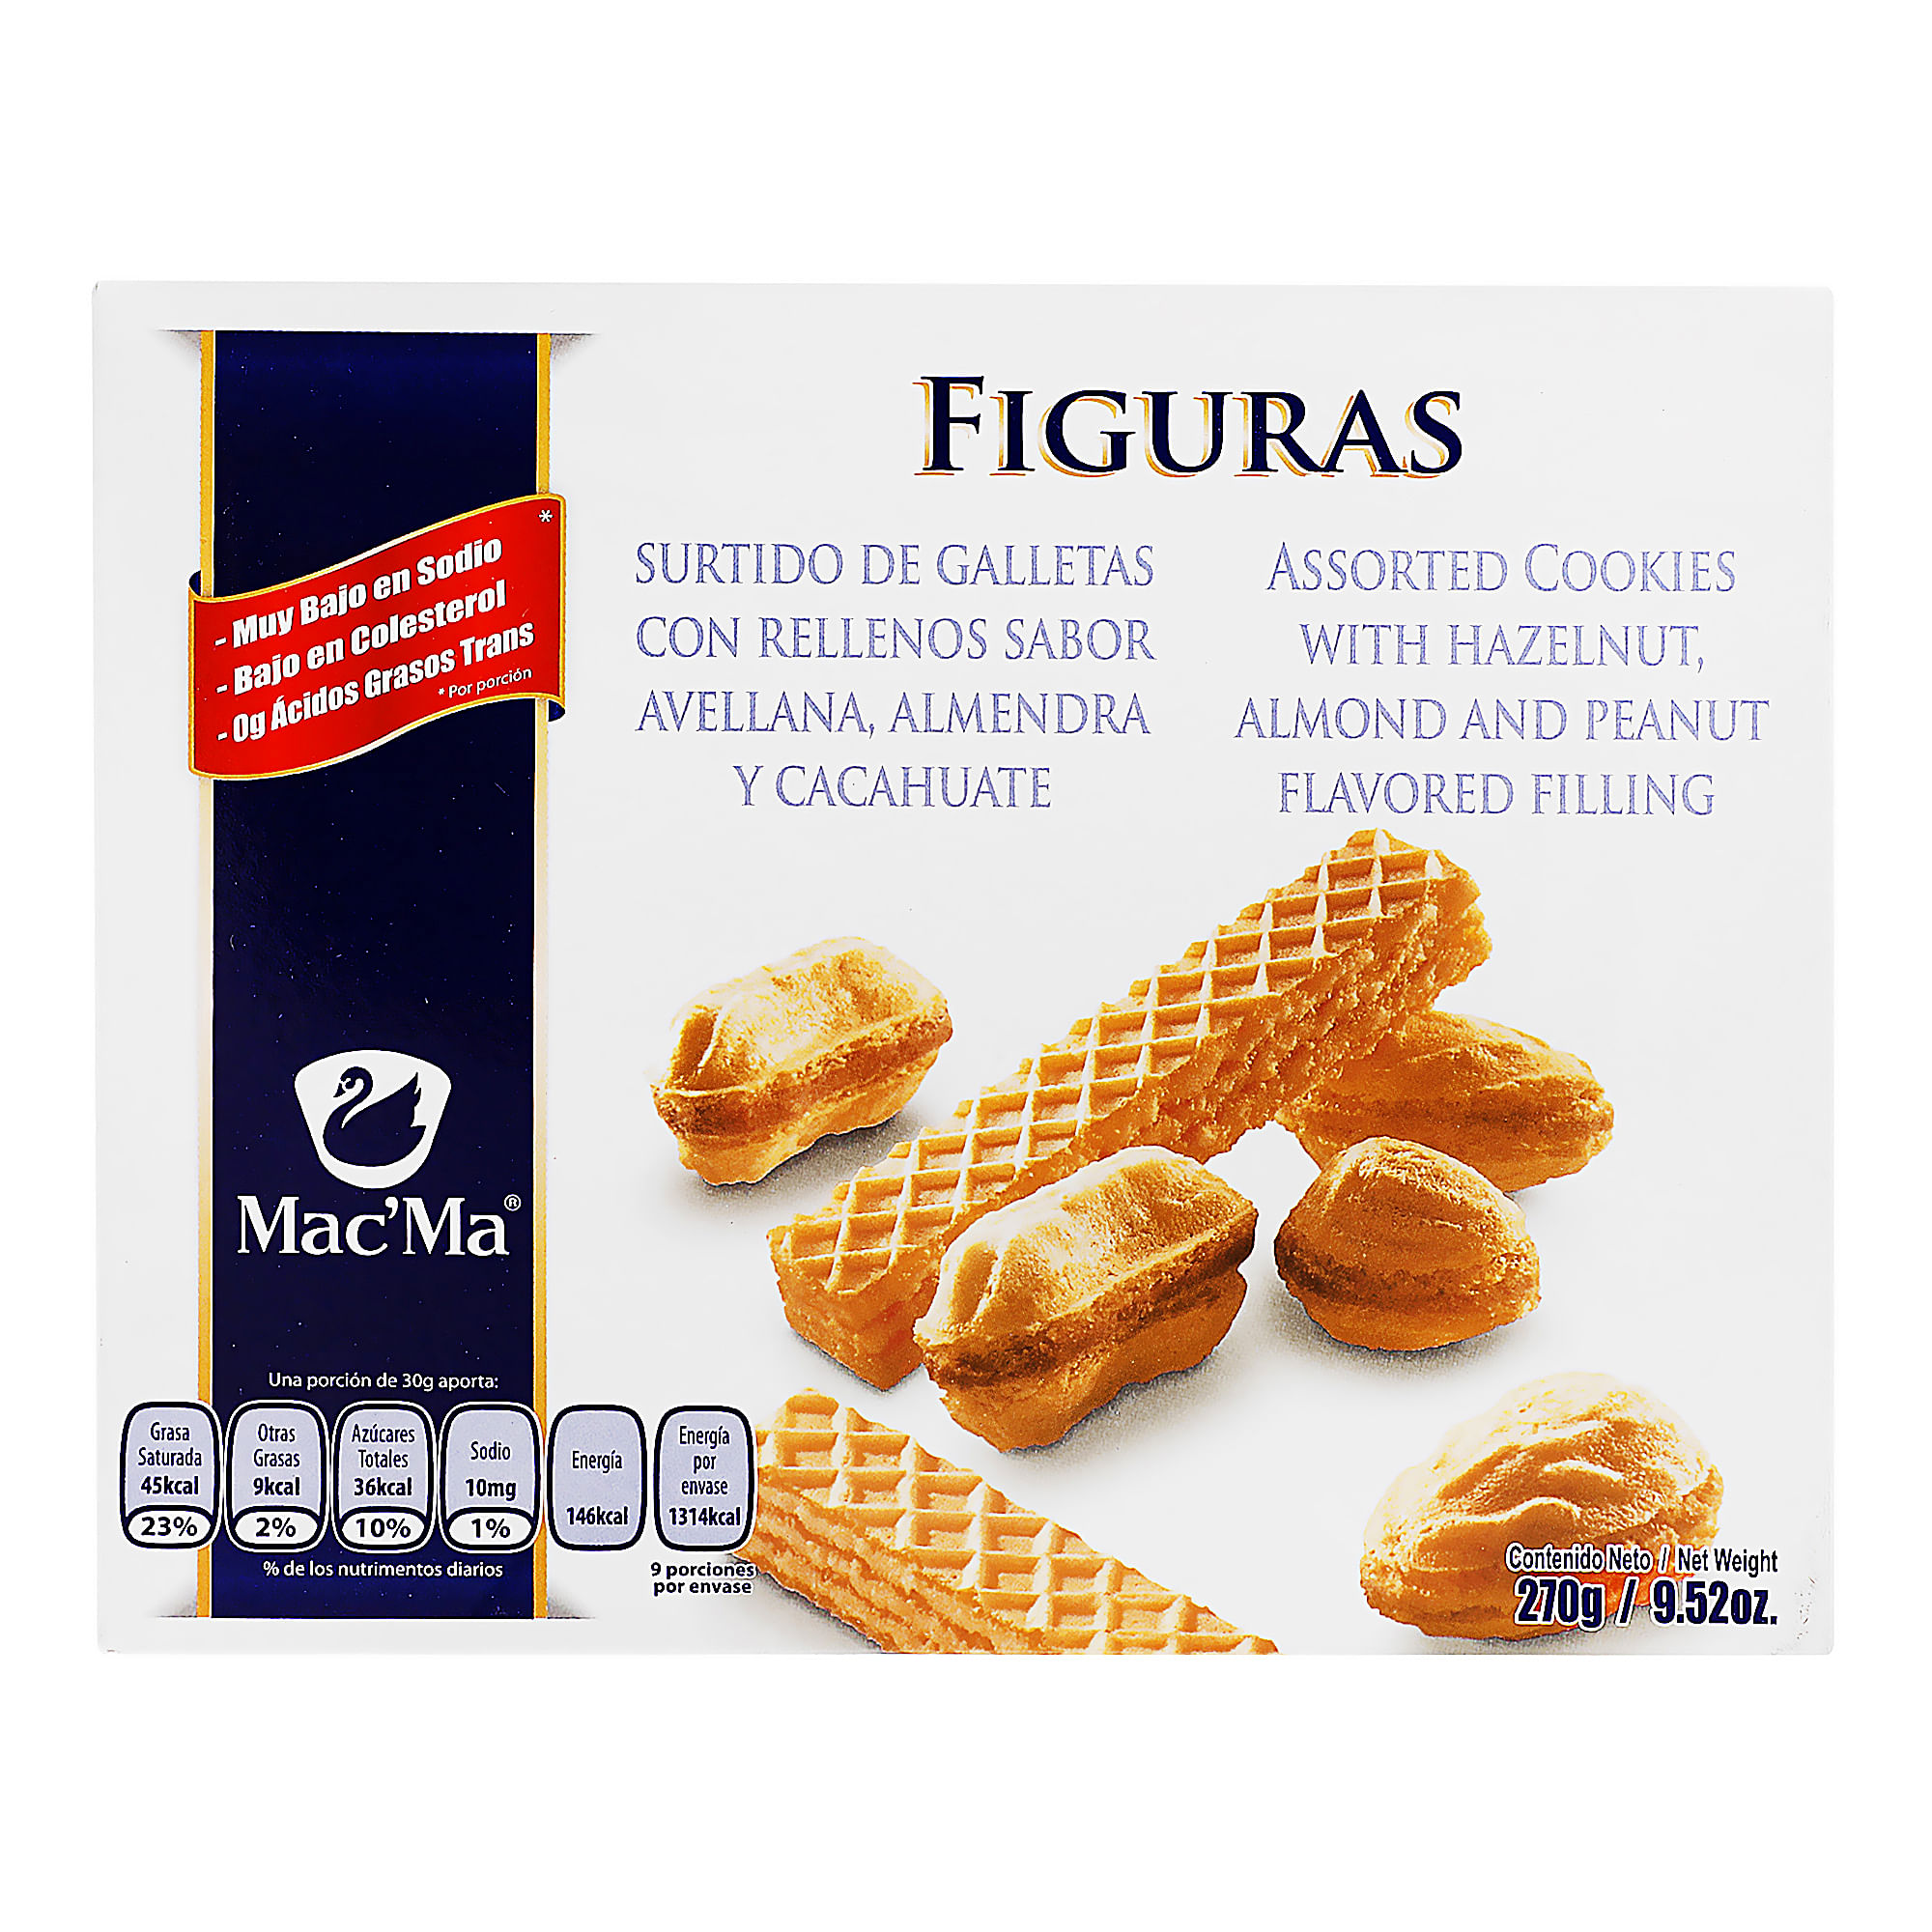 FIGURAS
SURTIDO DE GALLETAS
CON RELLENOS SABOR
AVELLANA, ALMENDRA
Y CACAHUATE
ASSORTED COOKIES
WITH HAZELNUT,
ALMOND AND PEANUT
FLAVORED FILLING
*
- Muy Bajo en Sodio
- Bajo en Colesterol
- 0g Ácidos Grasos Trans
* Por porción
Mac'Ma®
Una porción de 30g aporta:
Grasa
Saturada
45kcal
23%
Otras
Grasas
9kcal
2%
Azúcares
Totales
36kcal
10%
Sodio
10mg
1%
Energía
146kcal
Energía
por
envase
1314kcal
% de los nutrimentos diarios
9 porciones
por envase
Contenido Neto / Net Weight
270g / 9.52oz.